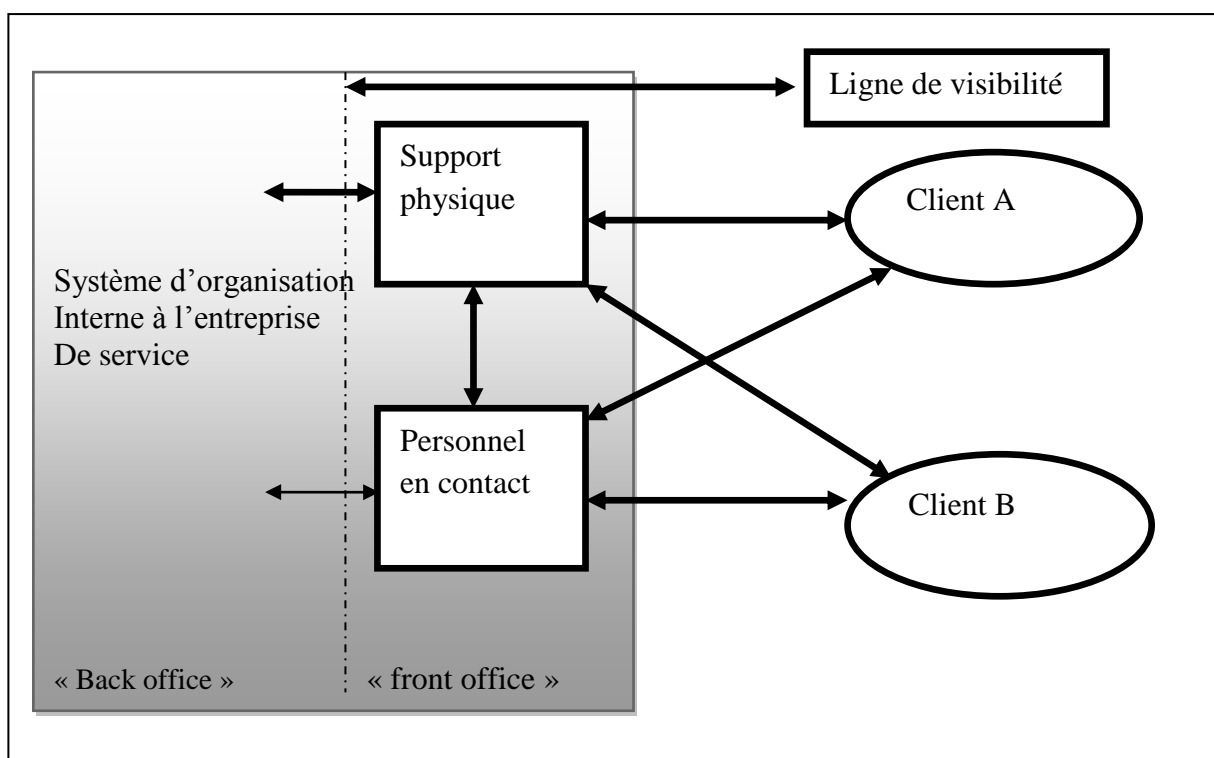 Ligne de visibilité
Support
physique
Client A
Système d’organisation
Interne à l’entreprise
De service
Personnel
en contact
Client B
« Back office »
« front office »